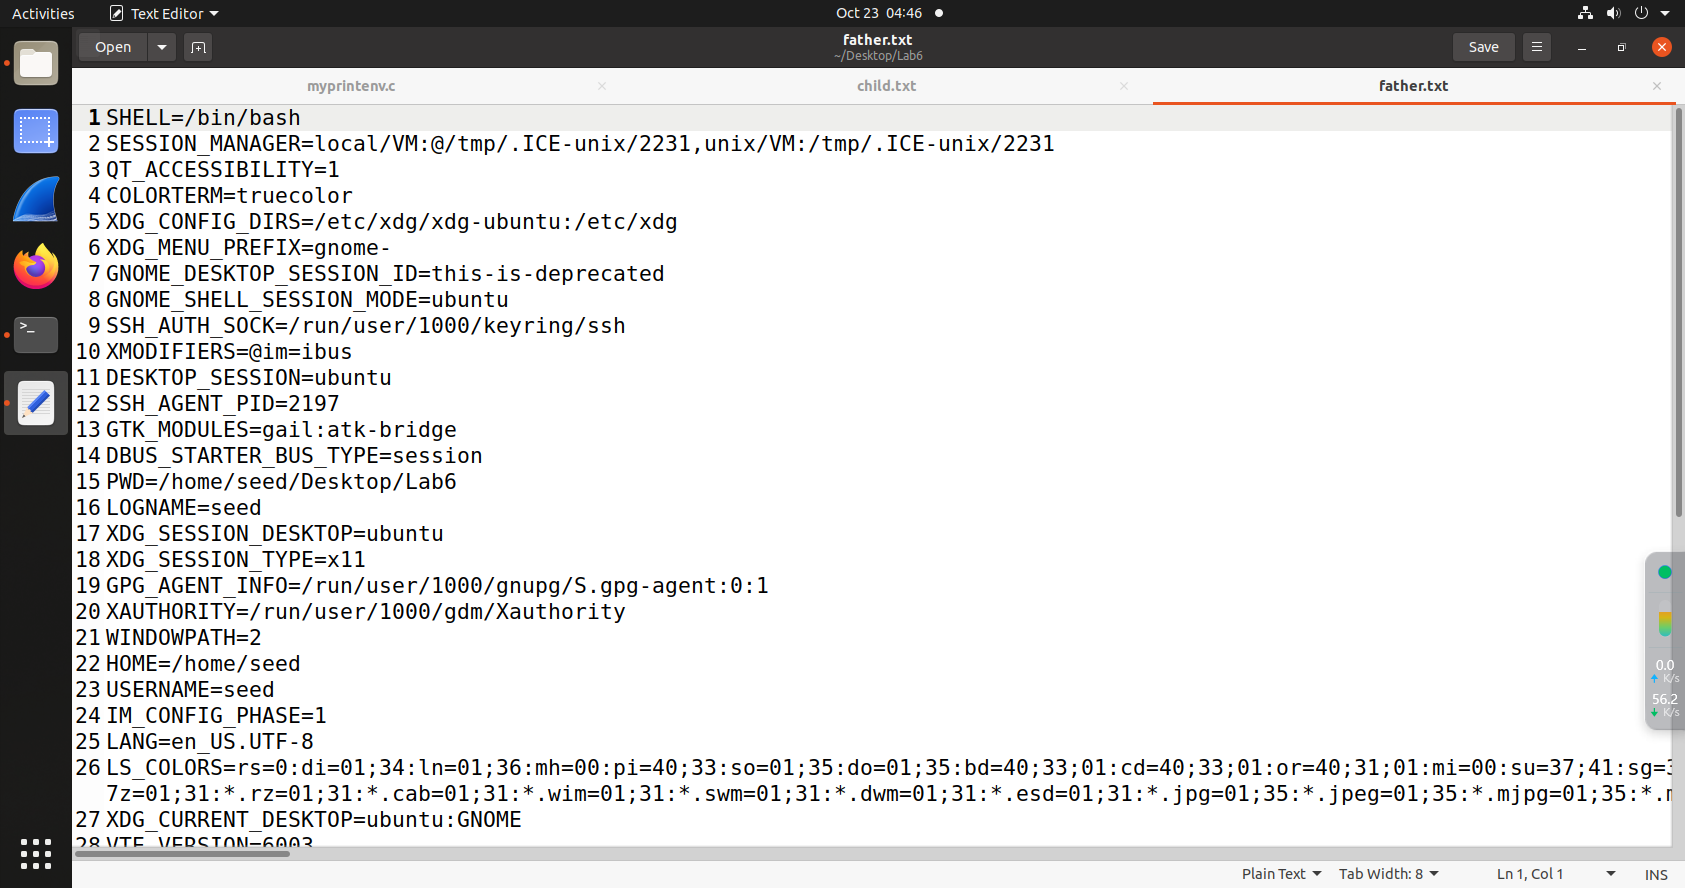 Activities Text Editor Oct 23 04:46
Open father.txt Save
~/Desktop/Lab6
myprintenv.c child.txt father.txt
1 SHELL=/bin/bash
2 SESSION_MANAGER=local/VM:@/tmp/.ICE-unix/2231,unix/VM:/tmp/.ICE-unix/2231
3 QT_ACCESSIBILITY=1
4 COLORTERM=truecolor
5 XDG_CONFIG_DIRS=/etc/xdg/xdg-ubuntu:/etc/xdg
6 XDG_MENU_PREFIX=gnome-
7 GNOME_DESKTOP_SESSION_ID=this-is-deprecated
8 GNOME_SHELL_SESSION_MODE=ubuntu
9 SSH_AUTH_SOCK=/run/user/1000/keyring/ssh
10 XMODIFIERS=@im=ibus
11 DESKTOP_SESSION=ubuntu
12 SSH_AGENT_PID=2197
13 GTK_MODULES=gail:atk-bridge
14 DBUS_STARTER_BUS_TYPE=session
15 PWD=/home/seed/Desktop/Lab6
16 LOGNAME=seed
17 XDG_SESSION_DESKTOP=ubuntu
18 XDG_SESSION_TYPE=x11
19 GPG_AGENT_INFO=/run/user/1000/gnupg/S.gpg-agent:0:1
20 XAUTHORITY=/run/user/1000/gdm/Xauthority
21 WINDOWPATH=2
22 HOME=/home/seed
23 USERNAME=seed
24 IM_CONFIG_PHASE=1
25 LANG=en_US.UTF-8
26 LS_COLORS=rs=0:di=01;34:ln=01;36:mh=00:pi=40;33:so=01;35:do=01;35:bd=40;33;01:cd=40;33;01:or=40;31;01:mi=00:su=37;41:sg=3
7z=01;31:*.rz=01;31:*.cab=01;31:*.wim=01;31:*.swm=01;31:*.dwm=01;31:*.esd=01;31:*.jpg=01;35:*.jpeg=01;35:*.mjpg=01;35:*.m
27 XDG_CURRENT_DESKTOP=ubuntu:GNOME
28 VTE_VERSION=6003
0.0
K/s
56.2
K/s
Plain Text Tab Width: 8 Ln 1, Col 1 INS